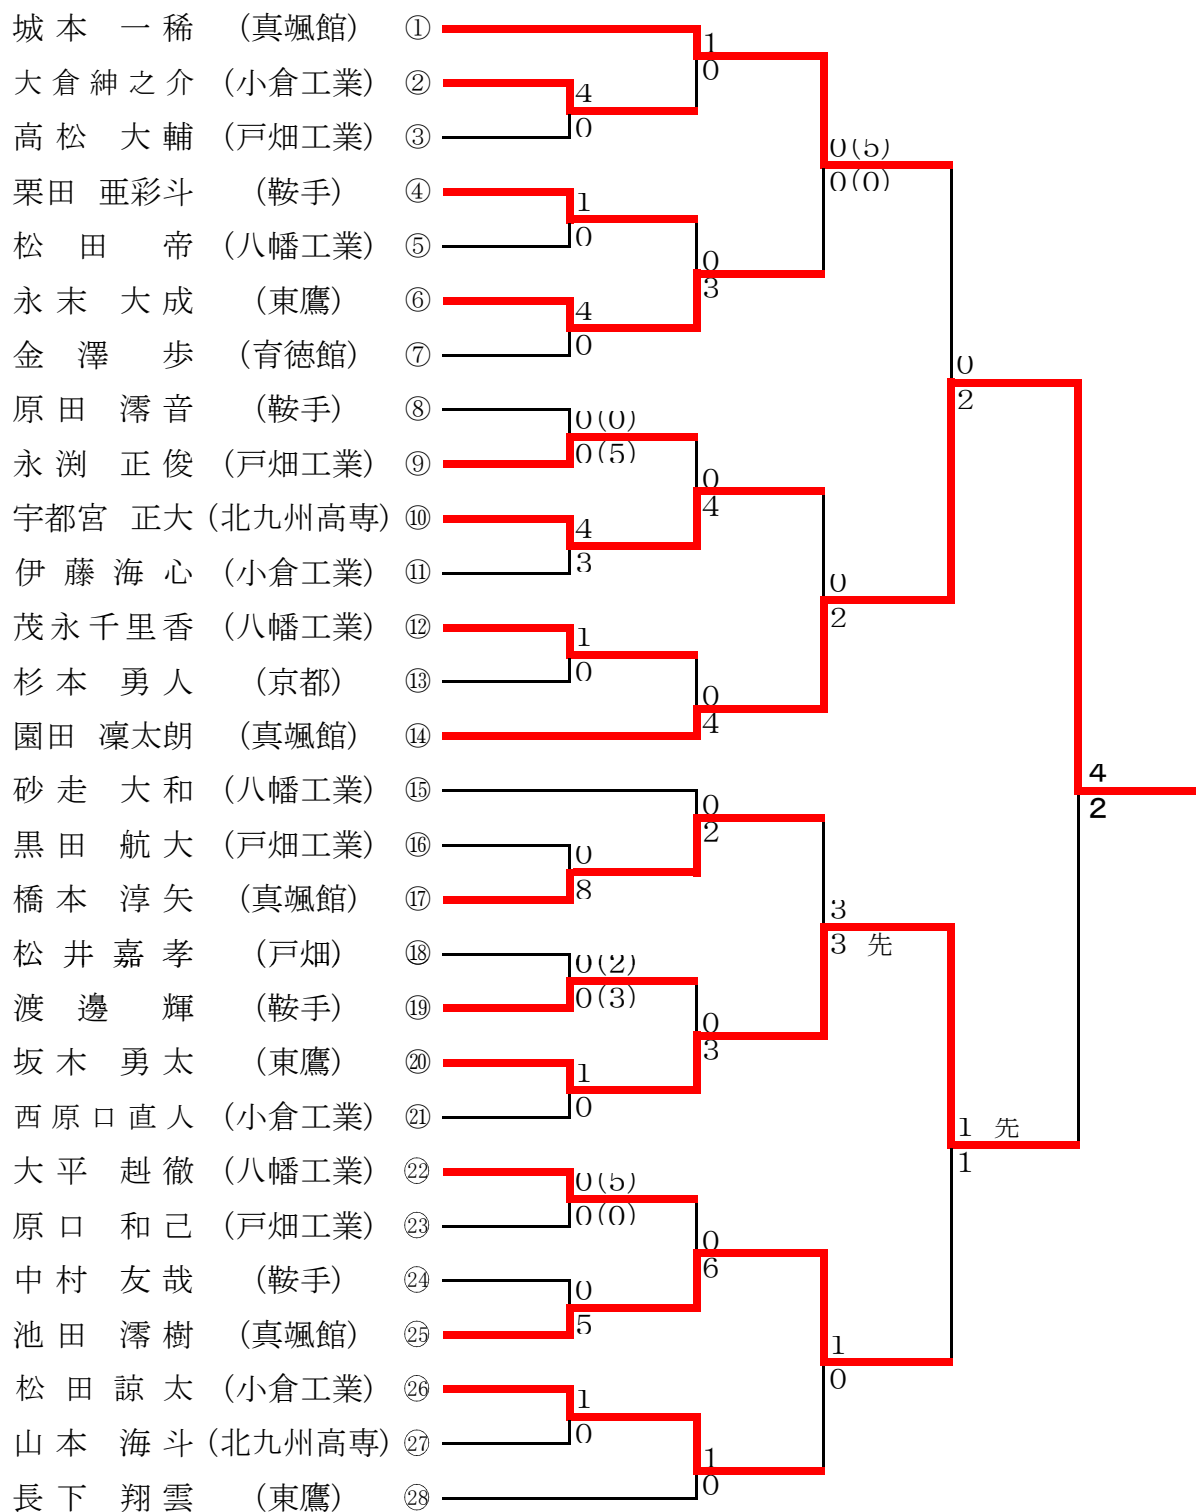 城本 一稀 (真颯館) ①
1
0
大倉紳之介 (小倉工業) ②
4
0
高松 大輔 (戸畑工業) ③
0(5)
0(0)
栗田 亜彩斗 (鞍手) ④
1
0
松田 帝 (八幡工業) ⑤
0
3
永末 大成 (東鷹) ⑥
4
0
金澤 歩 (育徳館) ⑦
0
2
原田 澪音 (鞍手) ⑧
0(0)
0(5)
永渕 正俊 (戸畑工業) ⑨
0
4
宇都宮 正大 (北九州高専) ⑩
4
3
伊藤海心 (小倉工業) ⑪
0
2
茂永千里香 (八幡工業) ⑫
1
0
杉本 勇人 (京都) ⑬
0
4
園田 凜太朗 (真颯館) ⑭
4
2
砂走 大和 (八幡工業) ⑮
0
2
黒田 航大 (戸畑工業) ⑯
0
8
橋本 淳矢 (真颯館) ⑰
3
3 先
松井嘉孝 (戸畑) ⑱
0(2)
0(3)
渡邊 輝 (鞍手) ⑲
0
3
坂木 勇太 (東鷹) ⑳
1
0
西原口直人 (小倉工業) ㉑
1 先
1
大平 赳徹 (八幡工業) ㉒
0(5)
0(0)
原口 和己 (戸畑工業) ㉓
0
6
中村 友哉 (鞍手) ㉔
0
5
池田 澪樹 (真颯館) ㉕
1
0
松田諒太 (小倉工業) ㉖
1
0
山本 海斗 (北九州高専) ㉗
1
0
長下 翔雲 (東鷹) ㉘